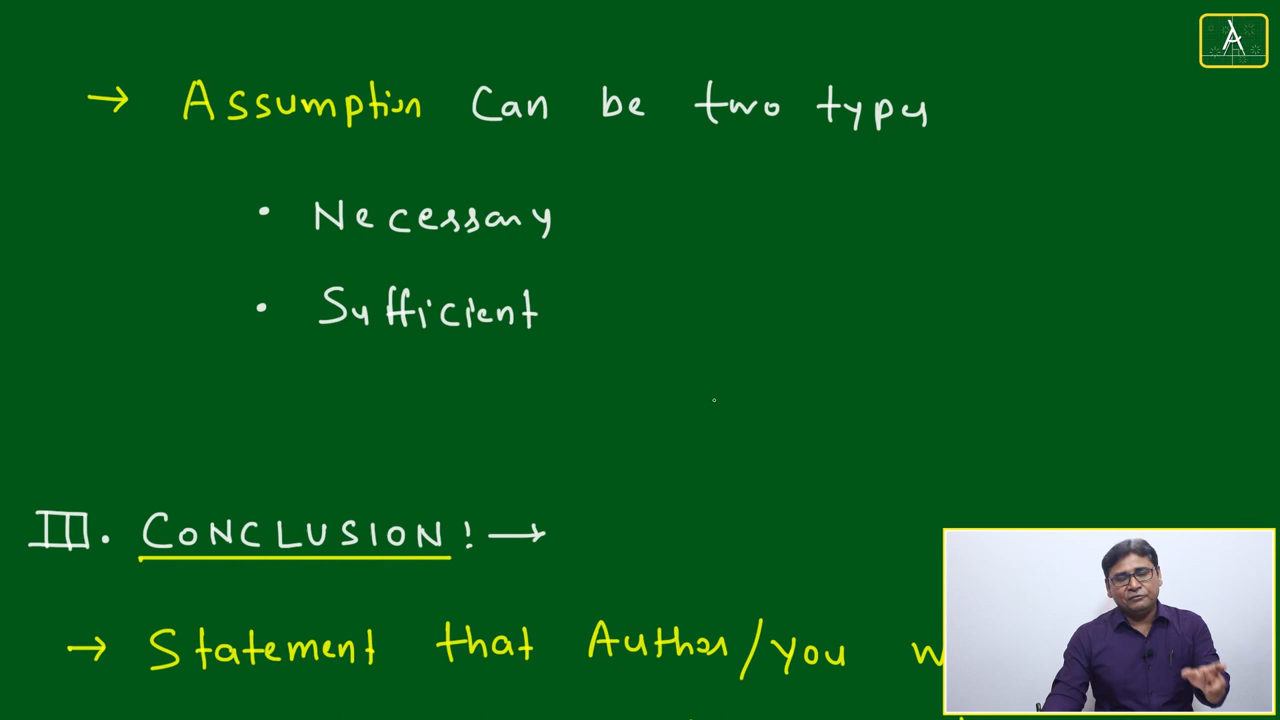 A
→ Assumption Can be two types
• Necessary
• Sufficient
III. CONCLUSION :→
→ Statement that Author/you